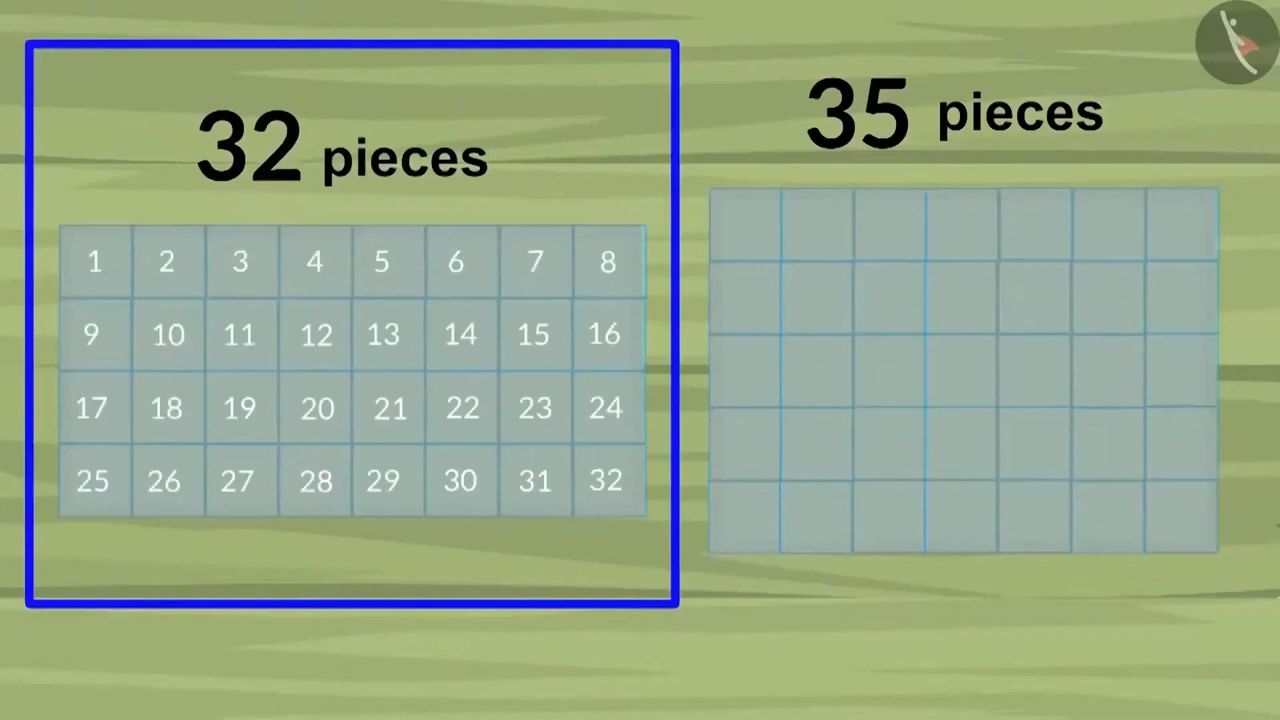 32 pieces
1 2 3 4 5 6 7 8
9 10 11 12 13 14 15 16
17 18 19 20 21 22 23 24
25 26 27 28 29 30 31 32
35 pieces